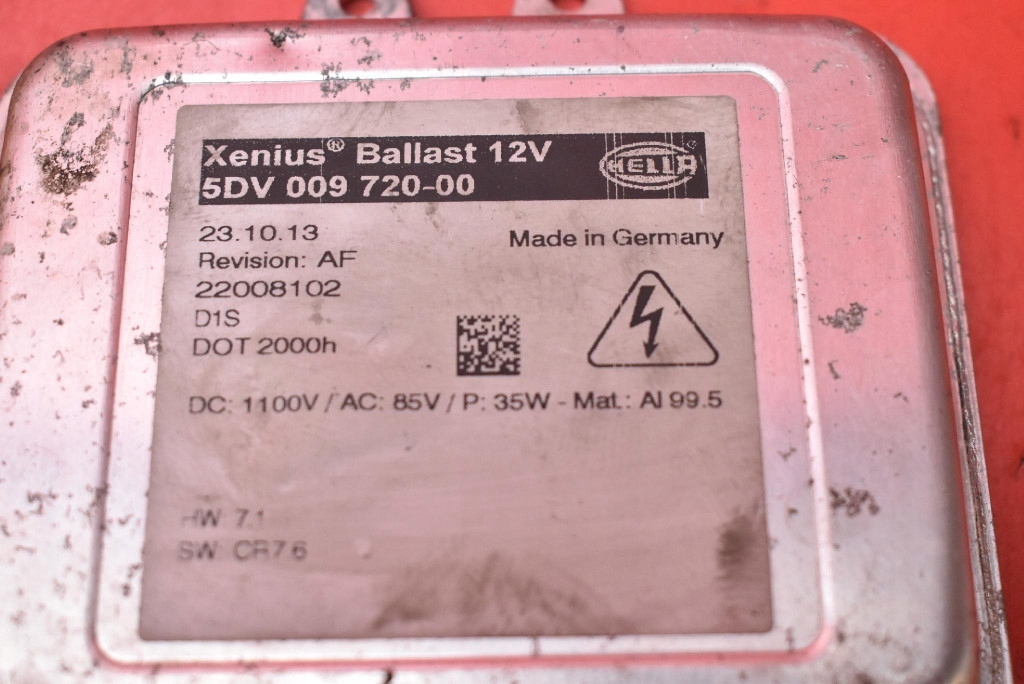 Xenius® Ballast 12V
HELLA
5DV 009 720-00
23.10.13
Made in Germany
Revision: AF
22008102
D1S
DOT 2000h
DC: 1100V / AC: 85V / P: 35W - Mat.: Al 99.5
HW 7.1
SW CR7.6